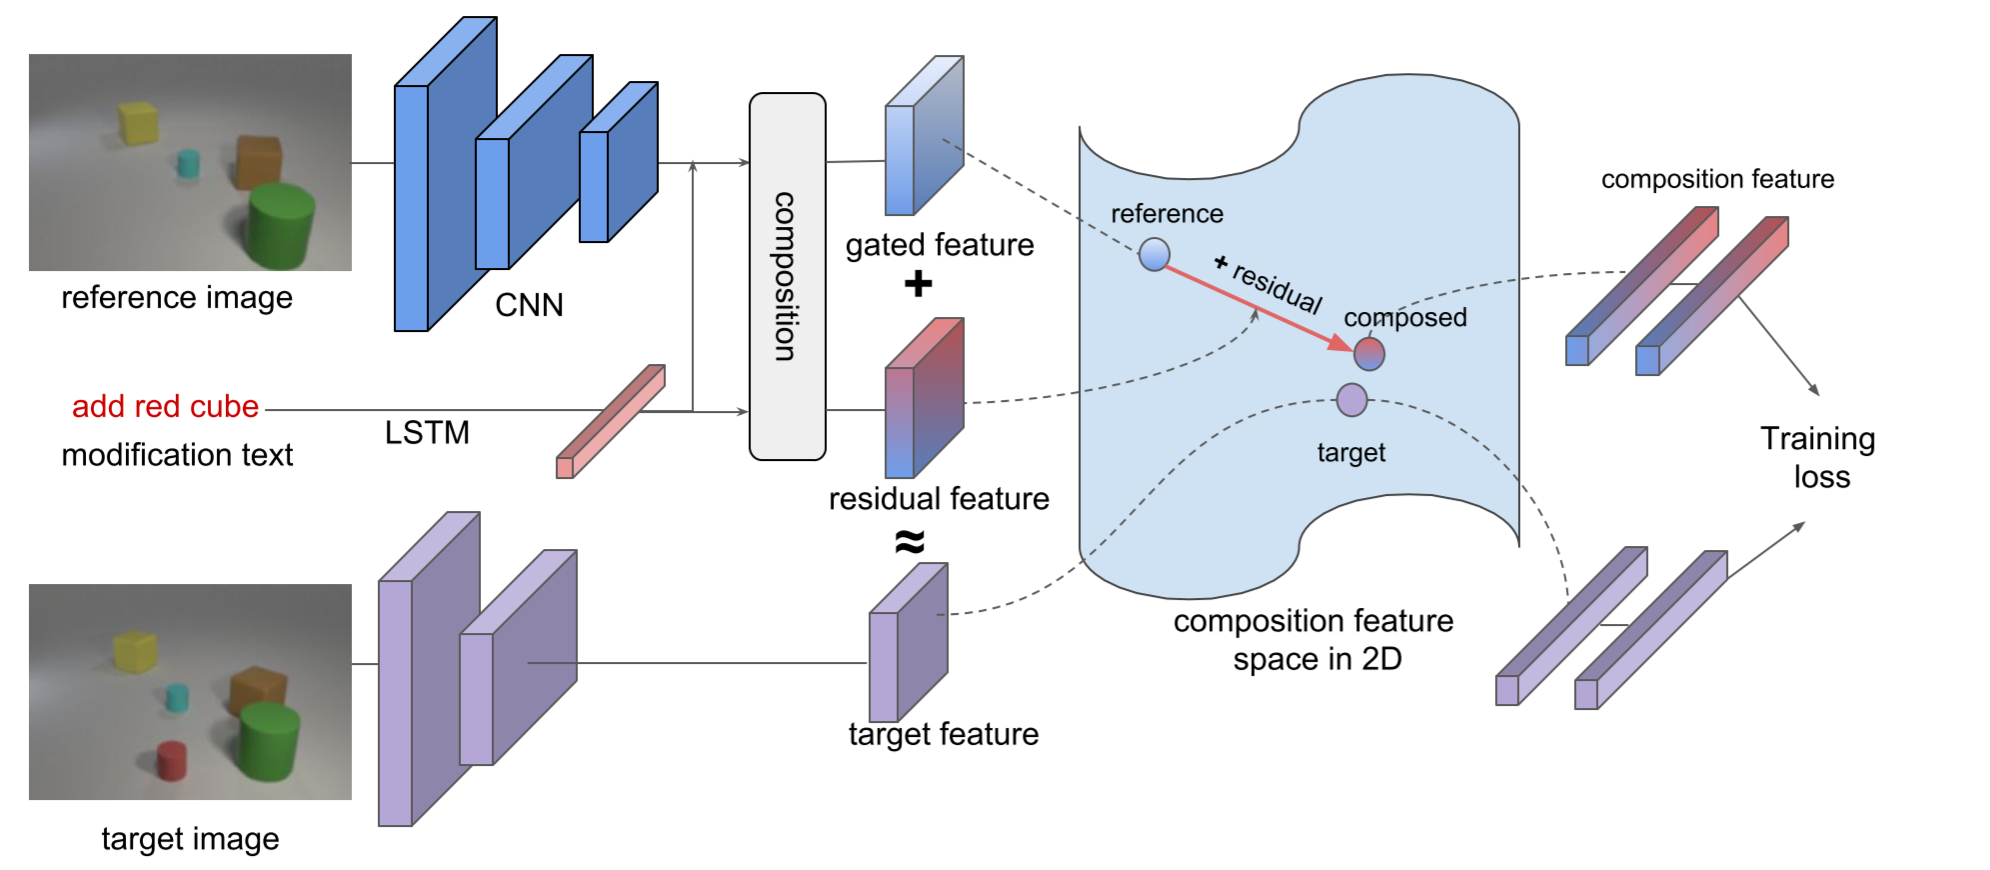 reference image
CNN
add red cube
modification text
LSTM
composition
gated feature
+
residual feature
≈
target feature
target image
reference
+ residual
composed
target
composition feature
space in 2D
composition feature
Training
loss